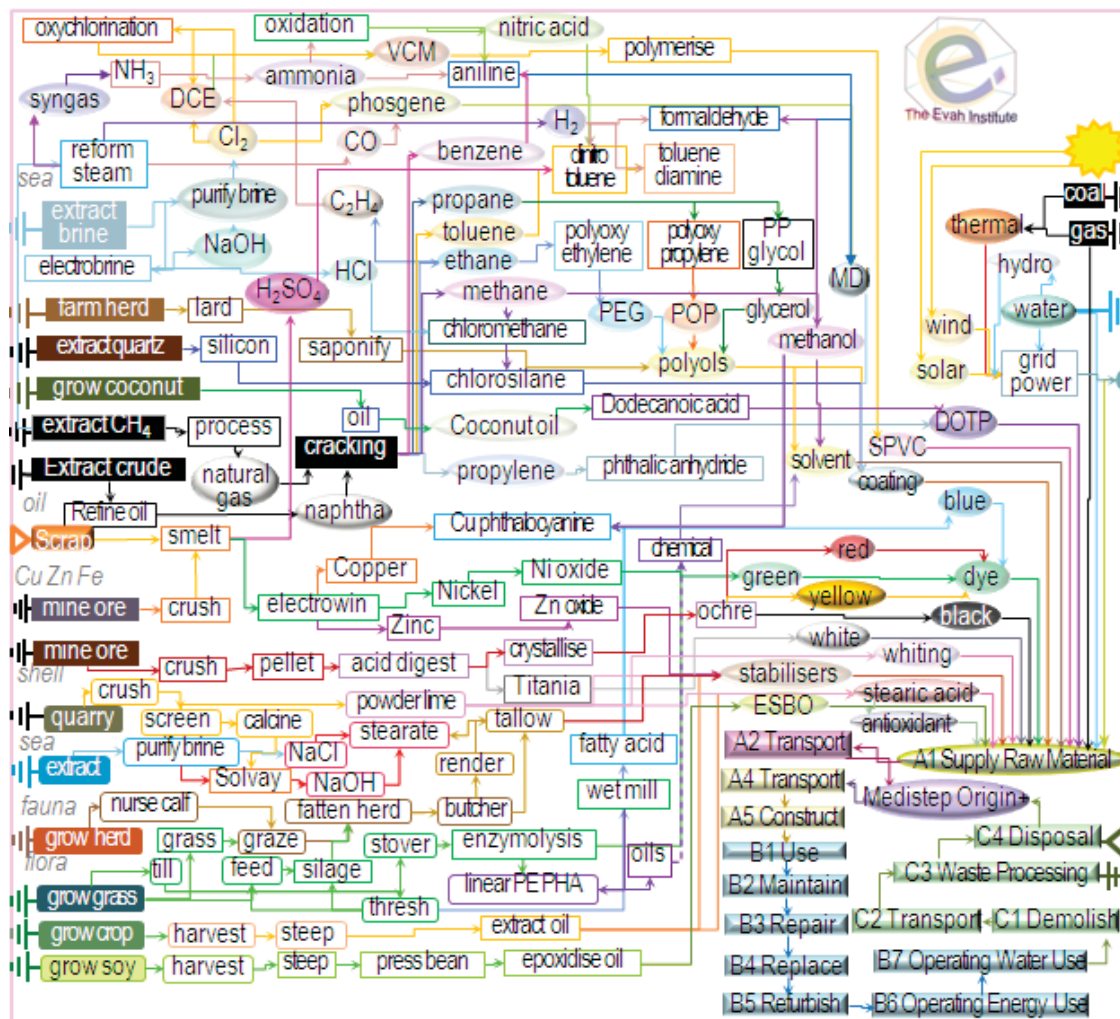 oxychlorination
oxidation
nitric acid
VCM
polymerise
NH3
ammonia
aniline
syngas
DCE
phosgene
The Evah Institute
Cl2
CO
H2
formaldehyde
reform
steam
benzene
dinitro
toluene
toluene
diamine
sea
purify brine
C2H4
propane
coal
extract
brine
toluene
polyoxy
ethylene
polyoxy
propylene
PP
glycol
thermal
gas
NaOH
electrobrine
HCl
ethane
MDI
hydro
H2SO4
methane
water
farm herd
lard
chloromethane
PEG
POP
glycerol
methanol
wind
extract quartz
silicon
saponify
polyols
solar
grid
power
grow coconut
chlorosilane
oil
Dodecanoic acid
extract CH4
process
cracking
Coconut oil
DOTP
Extract crude
natural
gas
propylene
phthalic anhydride
solvent
SPVC
oil
Refine oil
naphtha
coating
blue
Scrap
smelt
Cu phthalocyanine
chemical
red
Cu Zn Fe
Copper
Ni oxide
green
dye
mine ore
crush
electrowin
Nickel
Zn oxide
yellow
ochre
black
Zinc
white
mine ore
crush
pellet
acid digest
crystallise
whiting
shell
Titania
stabilisers
crush
powder lime
stearic acid
quarry
screen
calcine
stearate
tallow
ESBO
antioxidant
sea
purify brine
NaCl
fatty acid
A2 Transport
A1 Supply Raw Material
extract
Solvay
NaOH
render
A4 Transport
Medistep Origin+
fauna
nurse calf
fatten herd
butcher
wet mill
A5 Construct
grow herd
grass
graze
stover
enzymolysis
oils
C4 Disposal
flora
till
feed
silage
B1 Use
C3 Waste Processing
grow grass
thresh
linear PE PHA
B2 Maintain
grow crop
harvest
steep
extract oil
B3 Repair
C2 Transport
C1 Demolish
grow soy
harvest
steep
press bean
epoxidise oil
B4 Replace
B7 Operating Water Use
B5 Refurbish
B6 Operating Energy Use